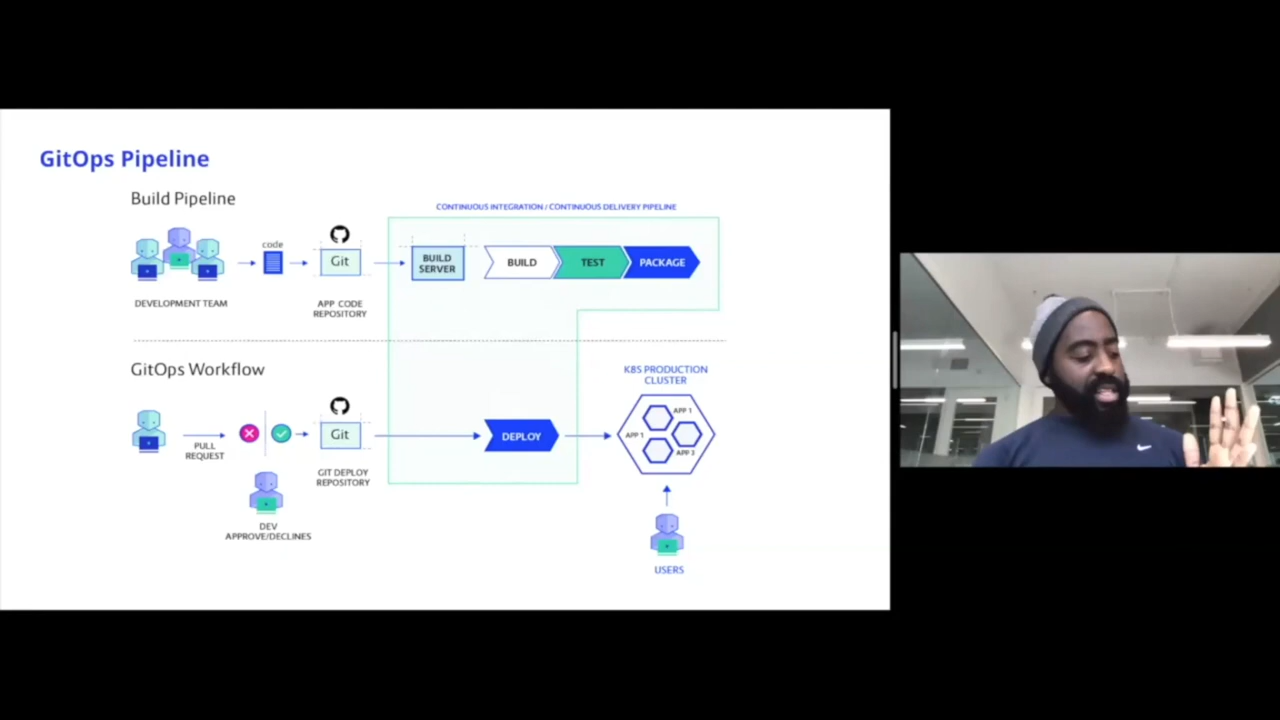 GitOps Pipeline
Build Pipeline
CONTINUOUS INTEGRATION / CONTINUOUS DELIVERY PIPELINE
code
Git
BUILD
SERVER
BUILD
TEST
PACKAGE
DEVELOPMENT TEAM
APP CODE
REPOSITORY
GitOps Workflow
K8S PRODUCTION
CLUSTER
PULL
REQUEST
Git
DEPLOY
APP 1
APP 1
APP 3
GIT DEPLOY
REPOSITORY
DEV
APPROVE/DECLINES
USERS